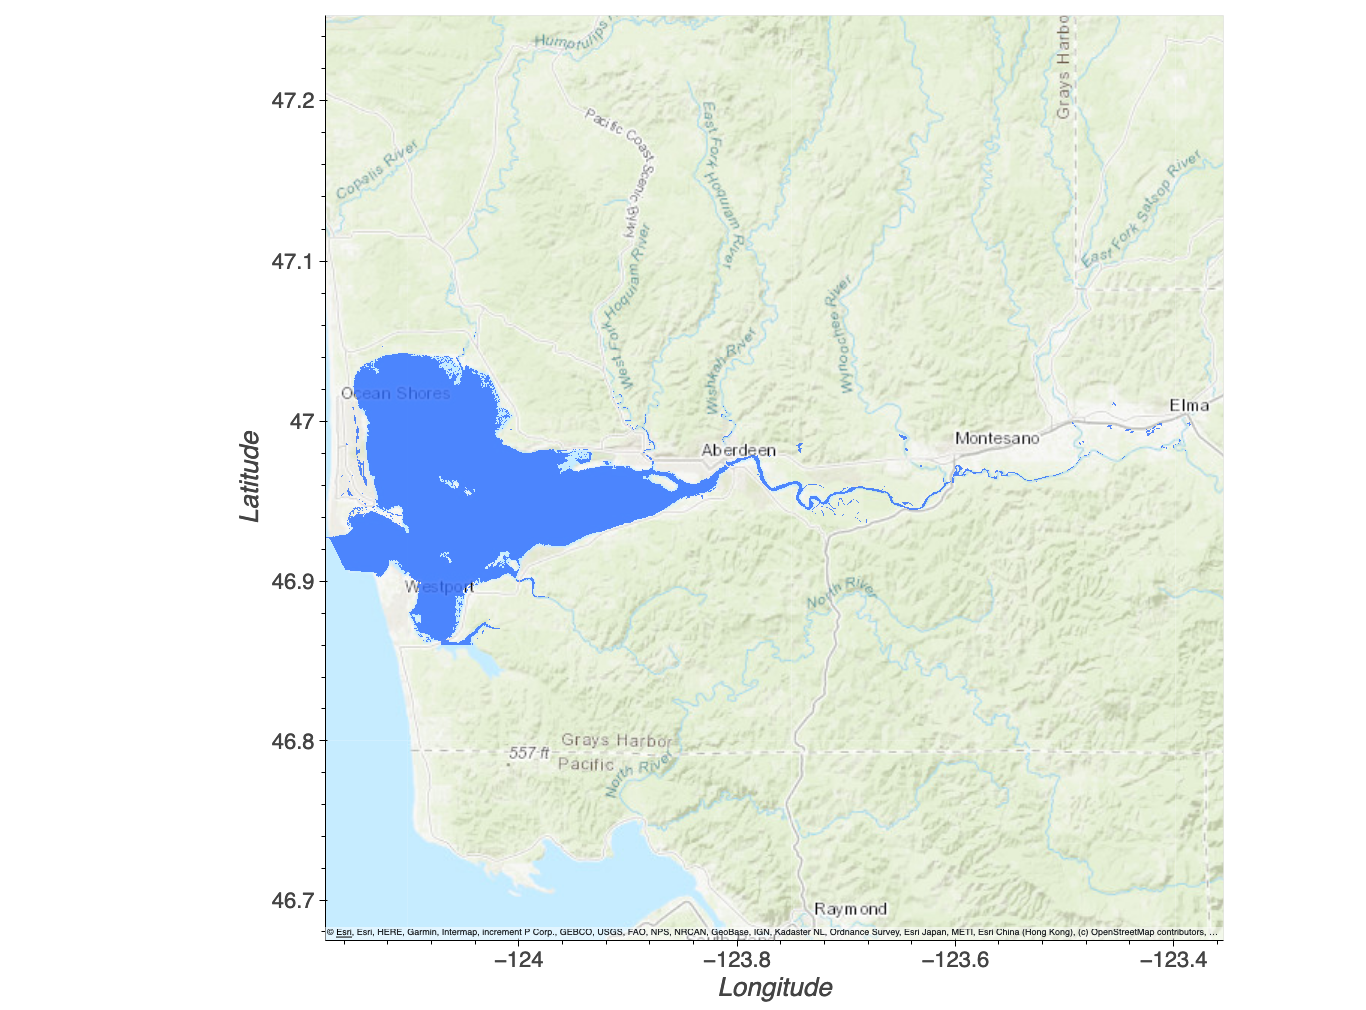 Humptulips
Grays Harbo
47.2
Pacific Coast Scenic Bywy
East Fork Hoquiam River
Copalis River
East Fork Satsop River
47.1
West Fork Hoquiam River
Wishkah River
Wynoochee River
Ocean Shores
Elma
47
Aberdeen
Montesano
Latitude
46.9
Westport
North River
46.8
Grays Harbor
557 ft
Pacific
North River
46.7
Raymond
© Esri, Esri, HERE, Garmin, Intermap, increment P Corp., GEBCO, USGS, FAO, NPS, NRCAN, GeoBase, IGN, Kadaster NL, Ordnance Survey, Esri Japan, METI, Esri China (Hong Kong), (c) OpenStreetMap contributors, ...
−124
−123.8
−123.6
−123.4
Longitude